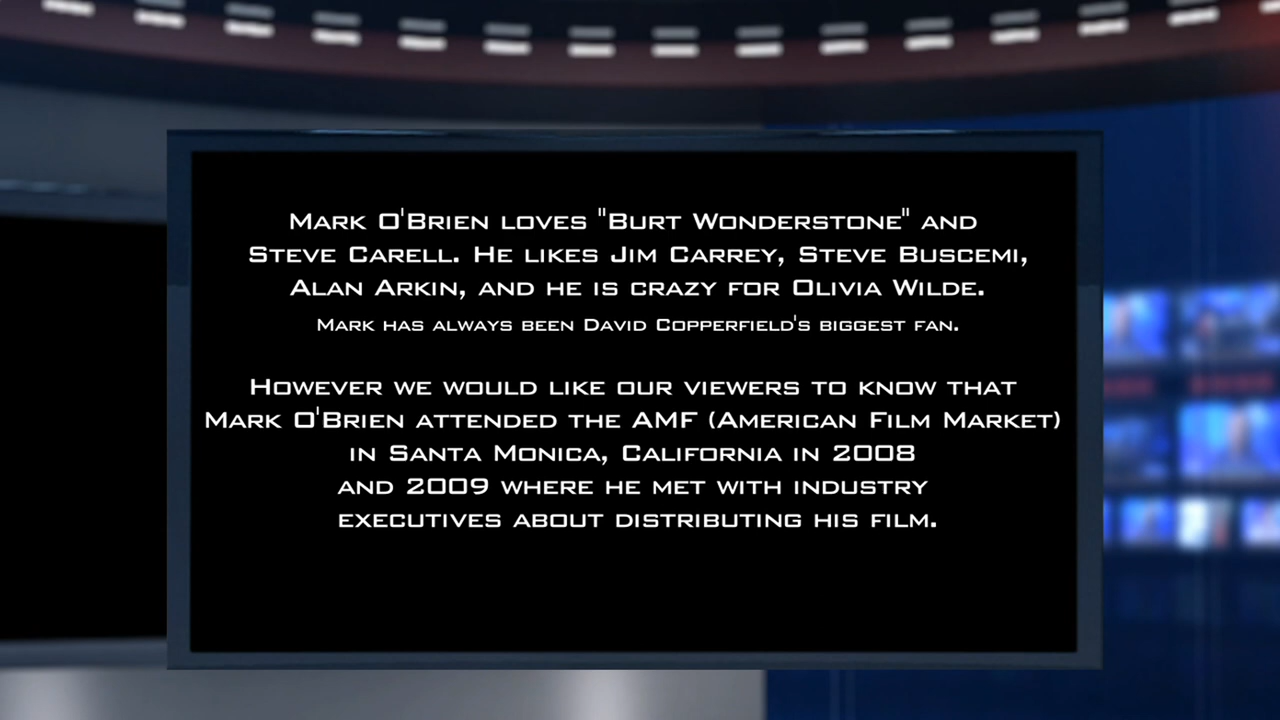 Mark O'Brien loves "Burt Wonderstone" and
Steve Carell. He likes Jim Carrey, Steve Buscemi,
Alan Arkin, and he is crazy for Olivia Wilde.
Mark has always been David Copperfield's biggest fan.
However we would like our viewers to know that
Mark O'Brien attended the AMF (American Film Market)
in Santa Monica, California in 2008
and 2009 where he met with industry
executives about distributing his film.